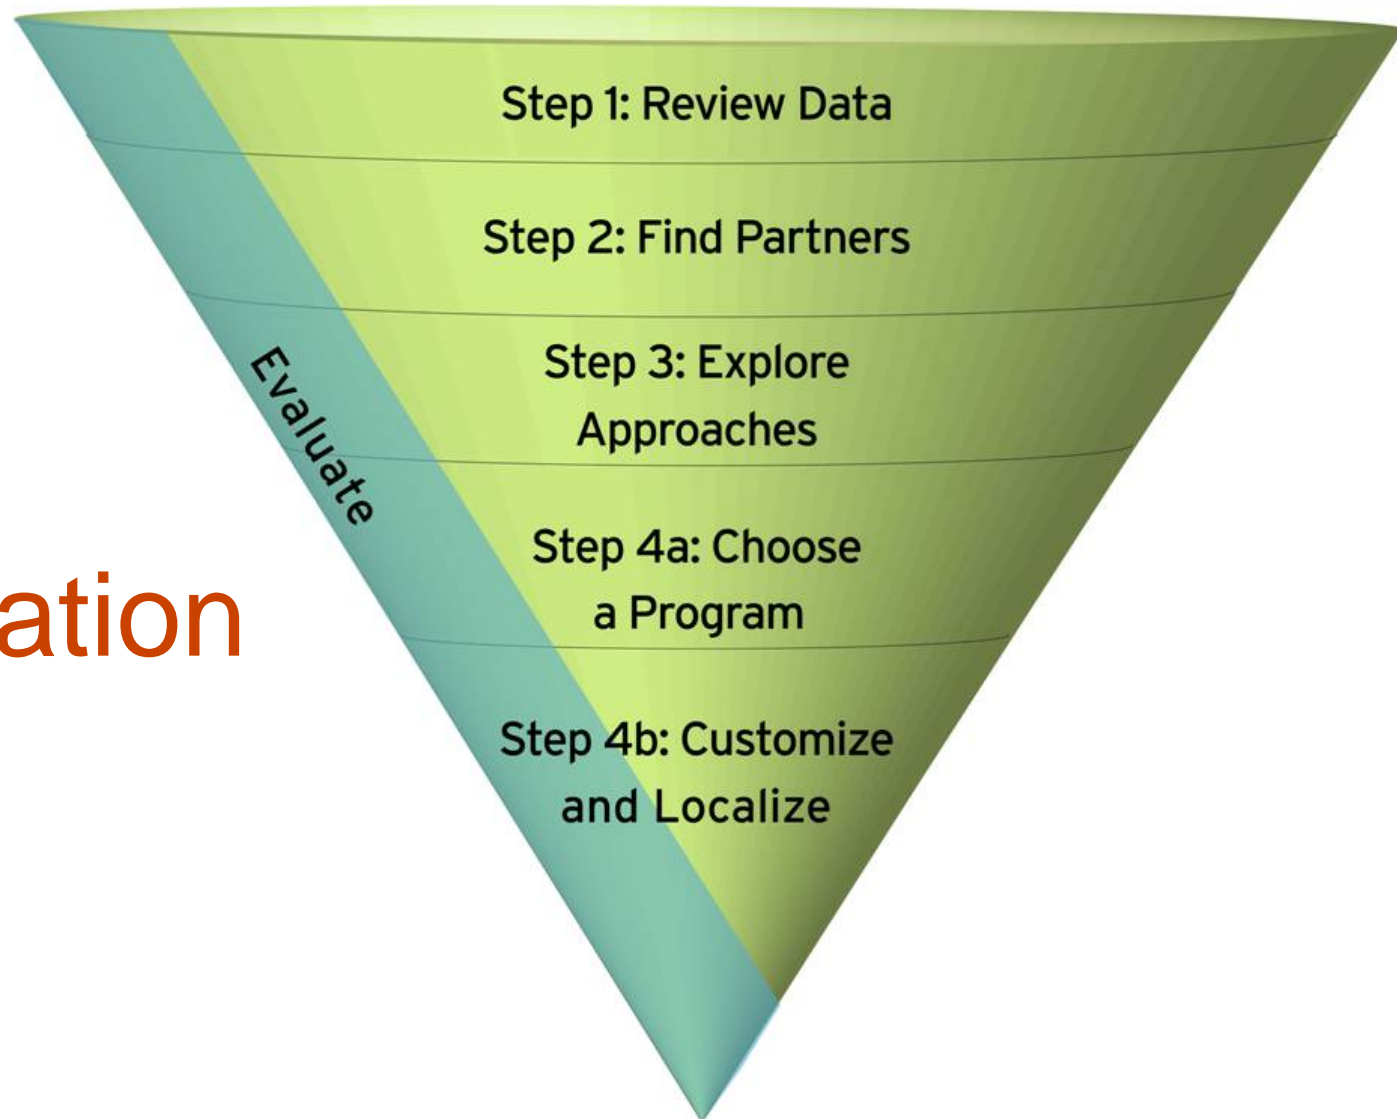 Step 1: Review Data
Step 2: Find Partners
Step 3: Explore
Approaches
Evaluate
Step 4a: Choose
a Program
ation
Step 4b: Customize
and Localize